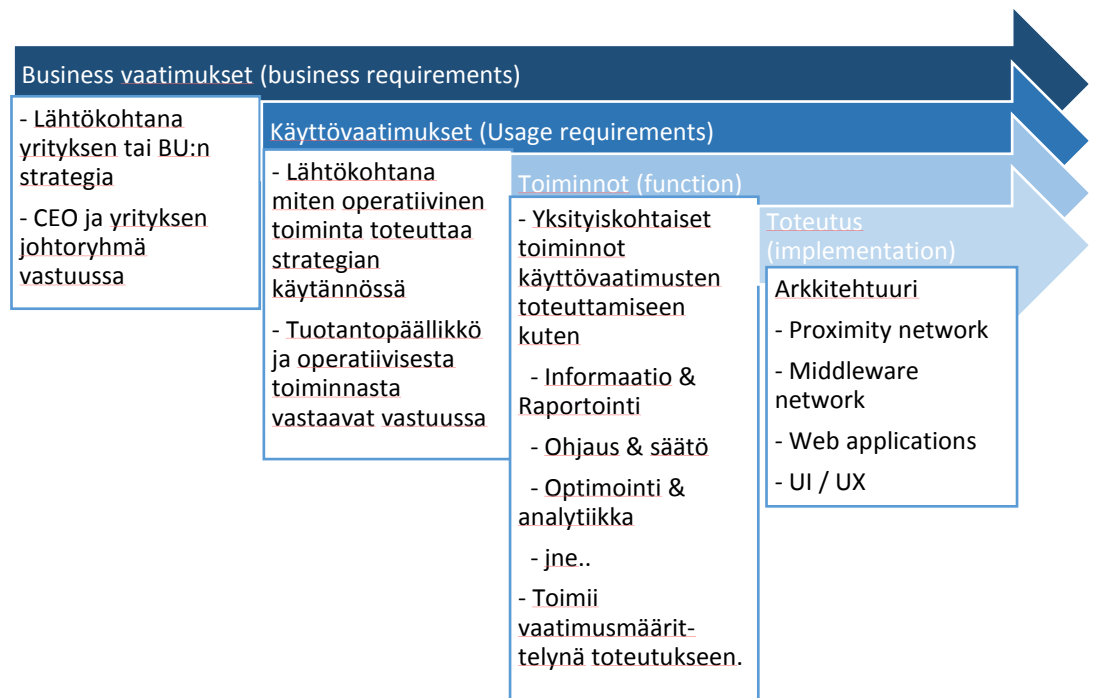 Business vaatimukset (business requirements)
- Lähtökohtana
yrityksen tai BU:n
strategia
- CEO ja yrityksen
johtoryhmä
vastuussa
Käyttövaatimukset (Usage requirements)
- Lähtökohtana
miten operatiivinen
toiminta toteuttaa
strategian
käytännössä
- Tuotantopäällikkö
ja operatiivisesta
toiminnasta
vastaavat vastuussa
Toiminnot (function)
- Yksityiskohtaiset
toiminnot
käyttövaatimusten
toteuttamiseen
kuten
- Informaatio &
Raportointi
- Ohjaus & säätö
- Optimointi &
analytiikka
- jne..
- Toimii
vaatimusmäärit-
telynä toteutukseen.
Toteutus
(implementation)
Arkkitehtuuri
- Proximity network
- Middleware
network
- Web applications
- UI / UX